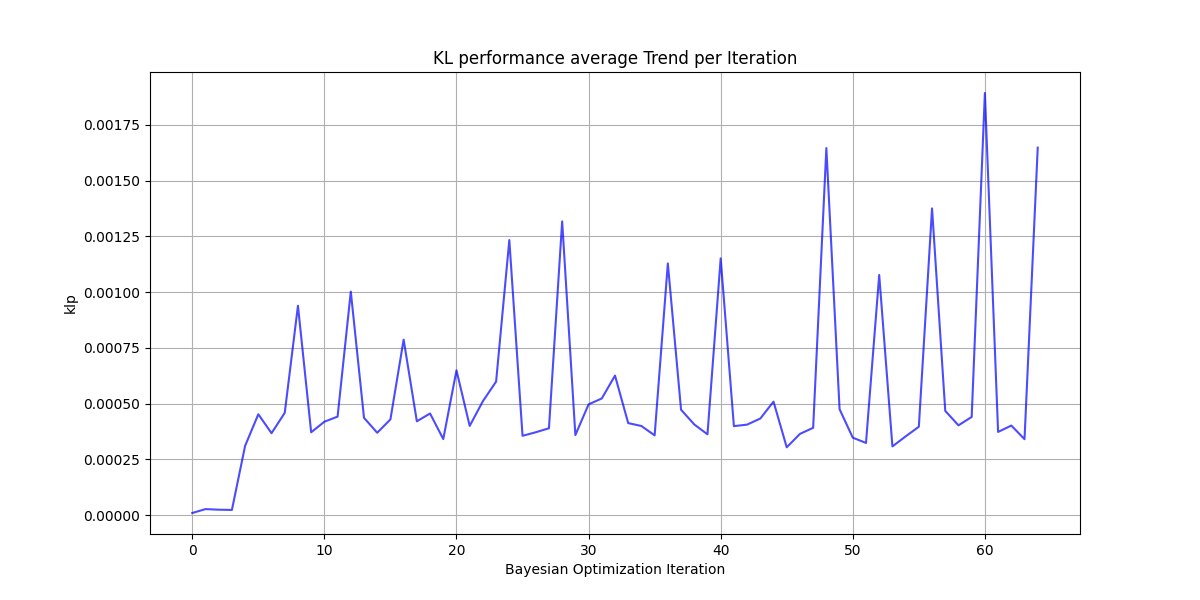 KL performance average Trend per Iteration
0.00175
0.00150
0.00125
0.00100
0.00075
0.00050
0.00025
0.00000
klp
0 10 20 30 40 50 60
Bayesian Optimization Iteration